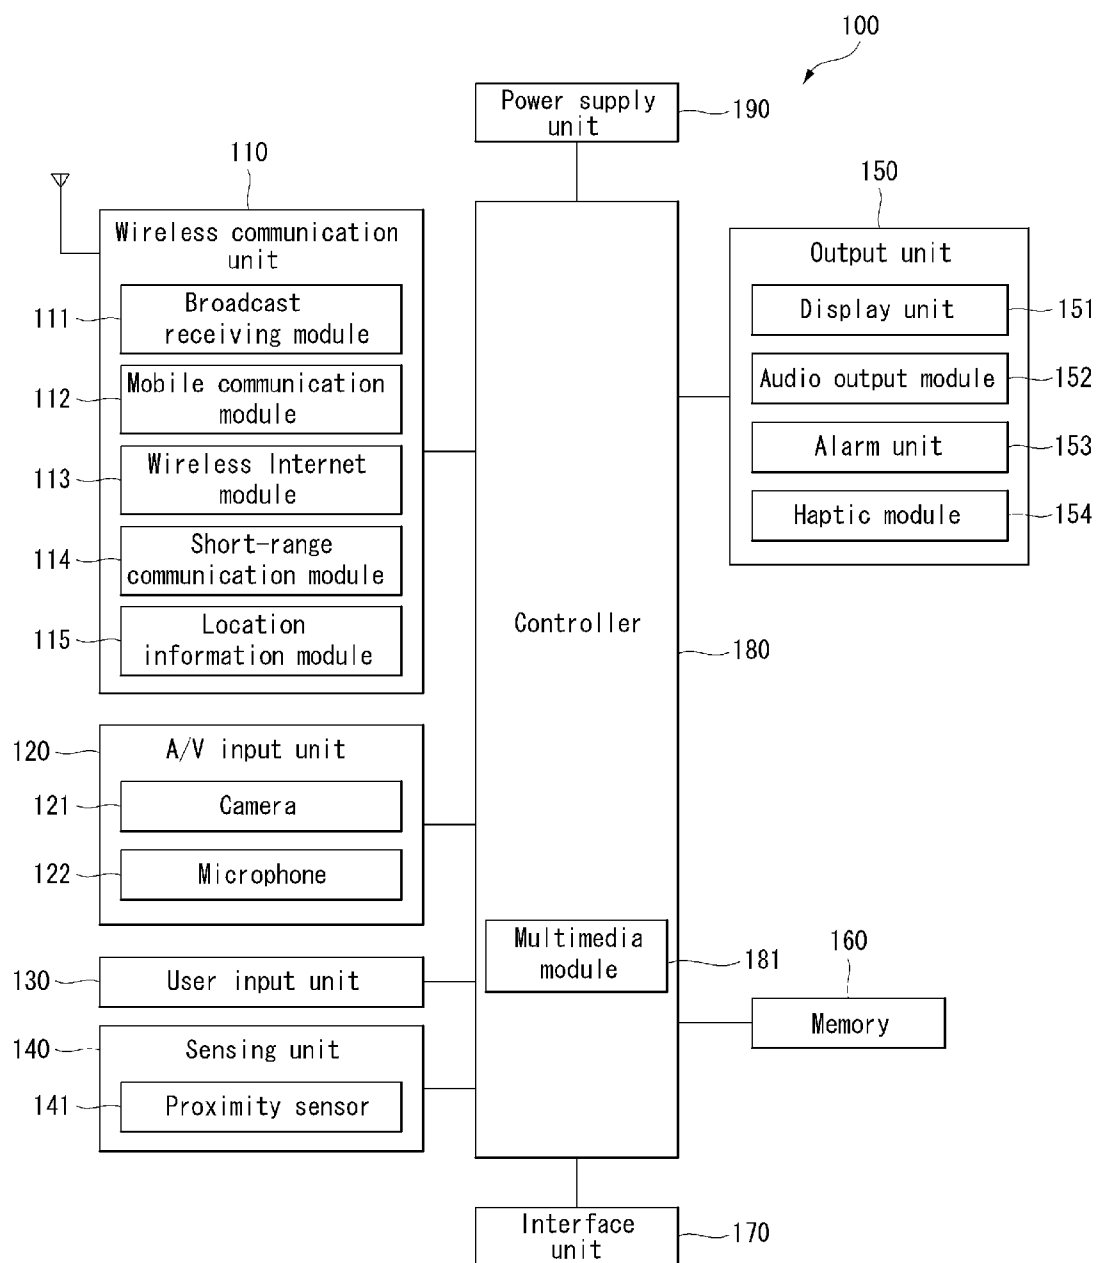 100
Power supply
unit
190
110
Wireless communication
unit
111
Broadcast
receiving module
112
Mobile communication
module
113
Wireless Internet
module
114
Short-range
communication module
115
Location
information module
120
A/V input unit
121
Camera
122
Microphone
130
User input unit
140
Sensing unit
141
Proximity sensor
Controller
180
Multimedia
module
181
150
Output unit
Display unit
151
Audio output module
152
Alarm unit
153
Haptic module
154
160
Memory
Interface
unit
170